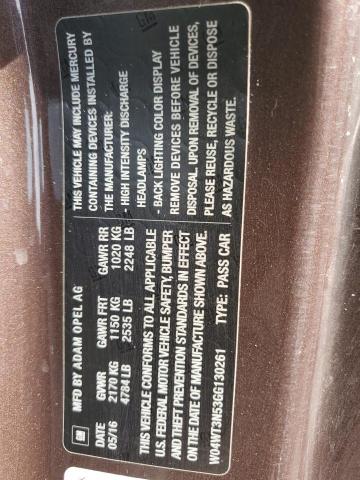 GM
MFD BY ADAM OPEL AG
DATE GVWR GAWR FRT GAWR RR
05/16 2170 KG 1150 KG 1020 KG
4784 LB 2535 LB 2248 LB
THIS VEHICLE CONFORMS TO ALL APPLICABLE
U.S. FEDERAL MOTOR VEHICLE SAFETY, BUMPER
AND THEFT PREVENTION STANDARDS IN EFFECT
ON THE DATE OF MANUFACTURE SHOWN ABOVE.
W04WT3N53GG130261 TYPE: PASS CAR
THIS VEHICLE MAY INCLUDE MERCURY
CONTAINING DEVICES INSTALLED BY
THE MANUFACTURER:
- HIGH INTENSITY DISCHARGE
HEADLAMPS
- BACK LIGHTING COLOR DISPLAY
REMOVE DEVICES BEFORE VEHICLE
DISPOSAL. UPON REMOVAL OF DEVICES,
PLEASE REUSE, RECYCLE OR DISPOSE
AS HAZARDOUS WASTE.